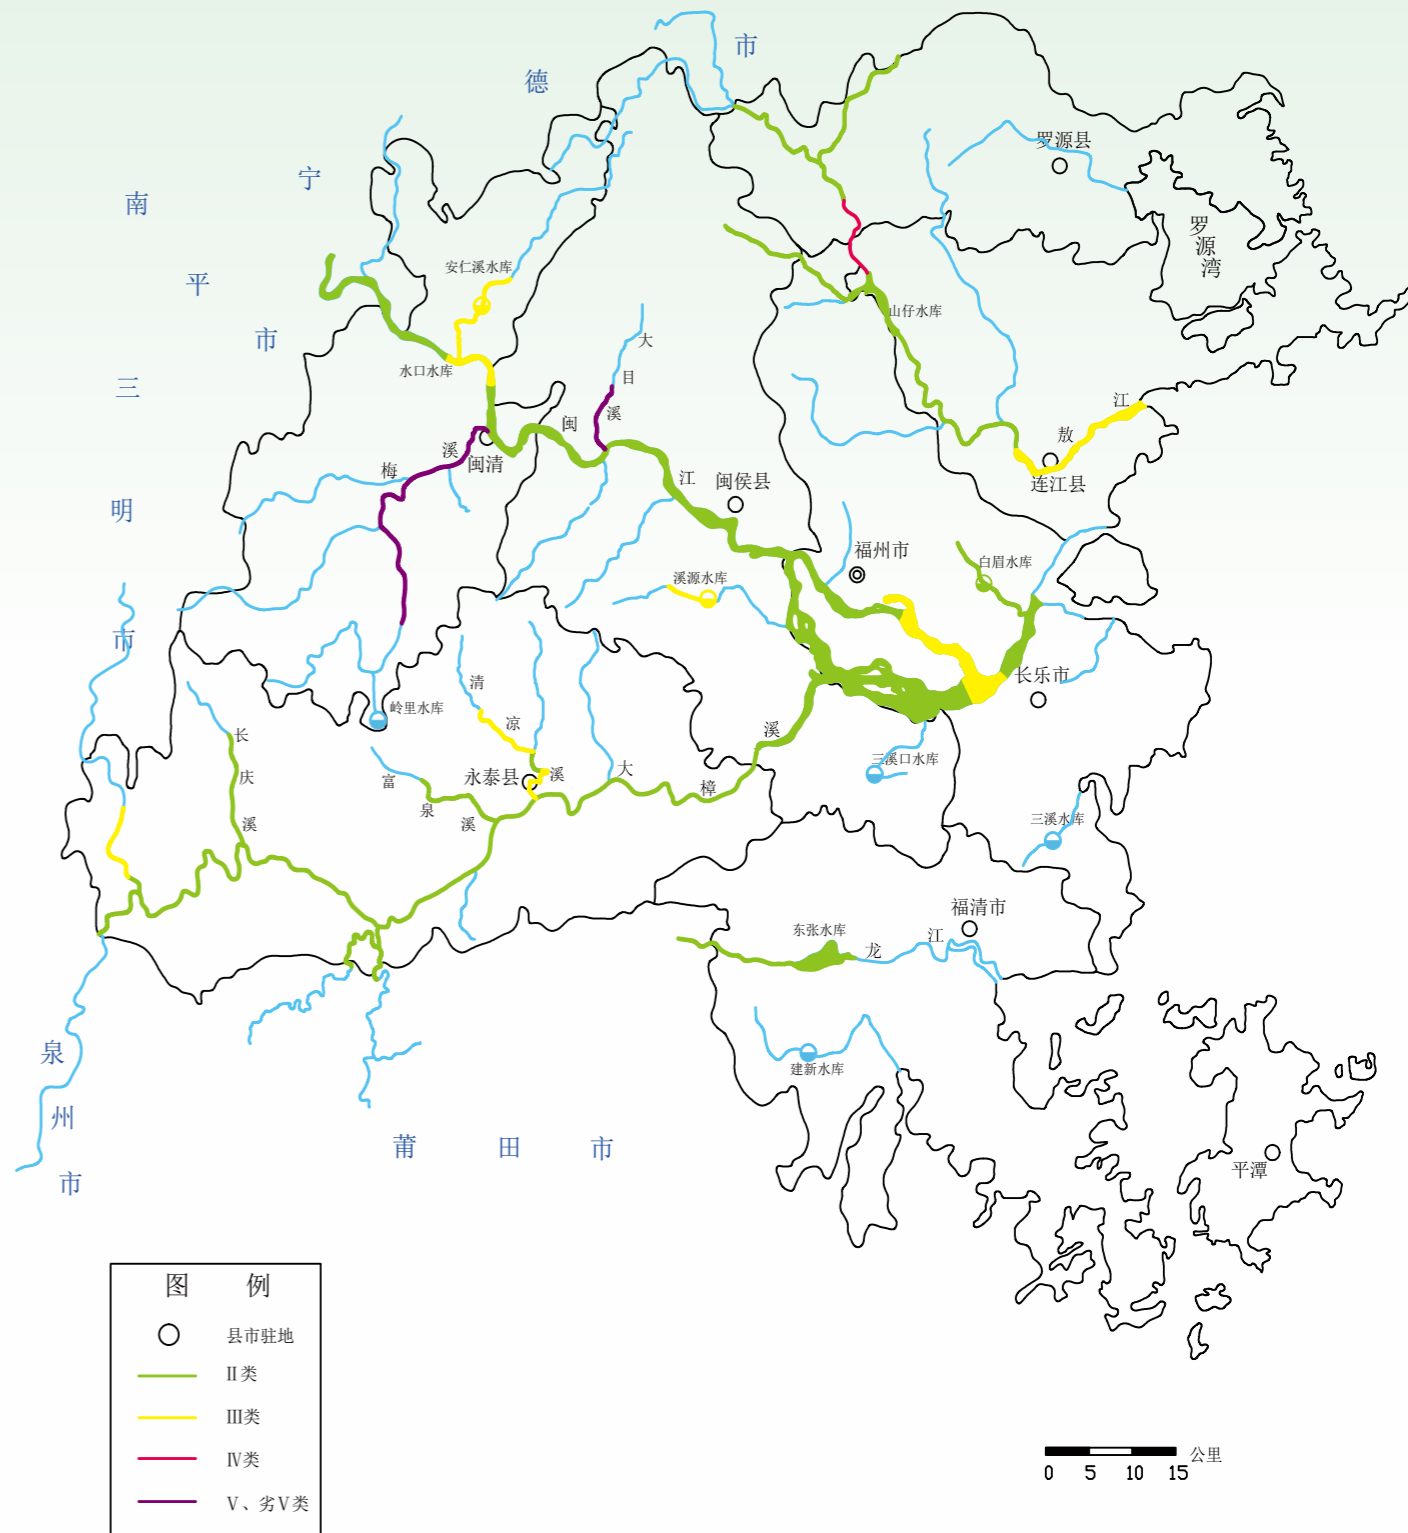 宁德市
南平市
三明市
泉州市
莆田市
罗源县
罗源湾
安仁溪水库
山仔水库
水口水库
大目溪
闽江
梅溪
闽清
闽侯县
敖江
连江县
福州市
白眉水库
溪源水库
长乐市
岭里水库
清凉溪
长庆溪
富泉溪
永泰县
大樟溪
三溪口水库
三溪水库
福清市
东张水库
龙江
建新水库
平潭
图 例
县市驻地
Ⅱ类
Ⅲ类
Ⅳ类
Ⅴ、劣Ⅴ类
0 5 10 15 公里